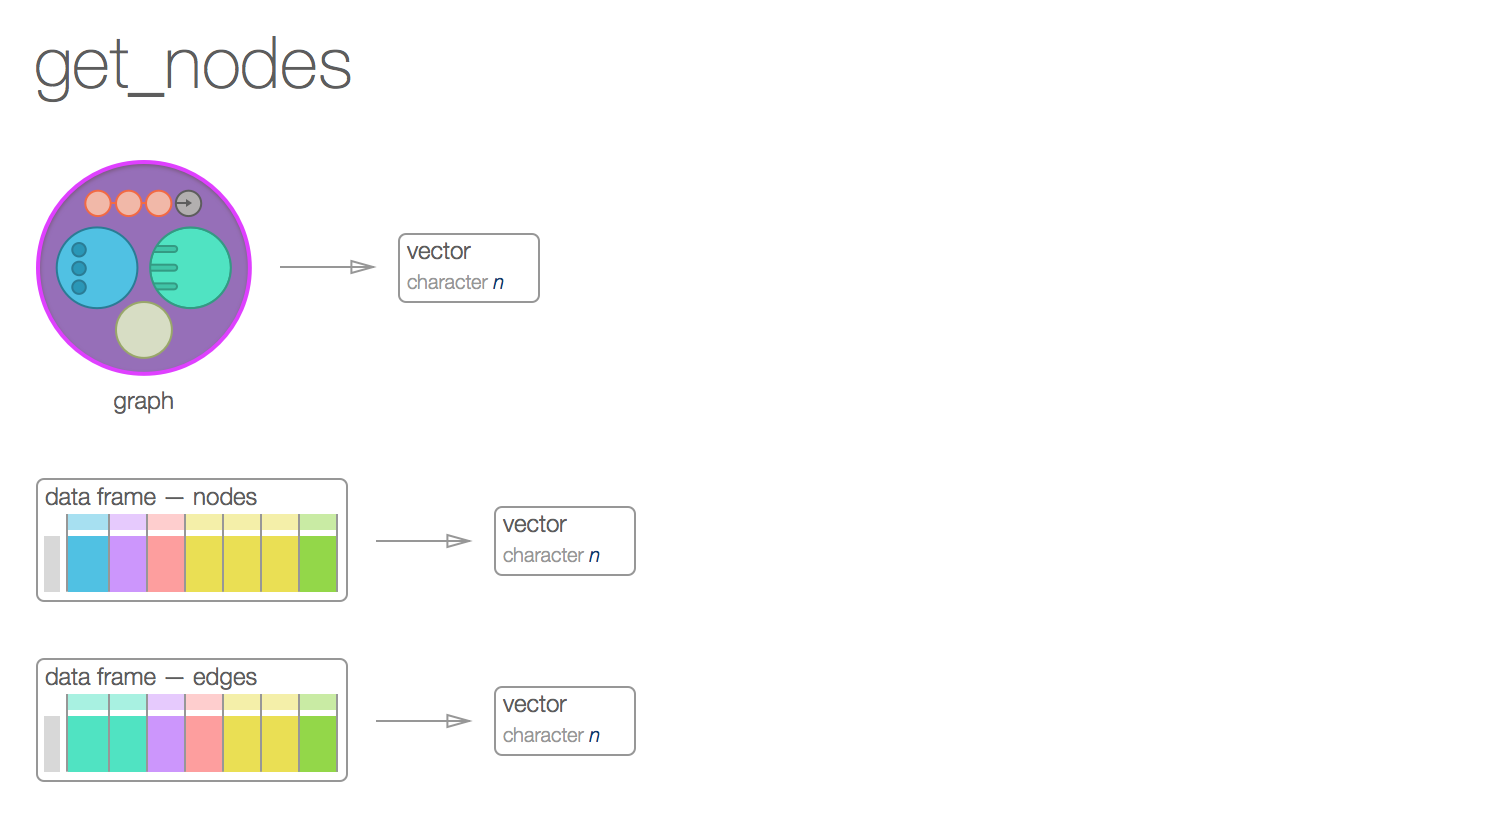 get_nodes
vector
character n
graph
data frame — nodes
vector
character n
data frame — edges
vector
character n